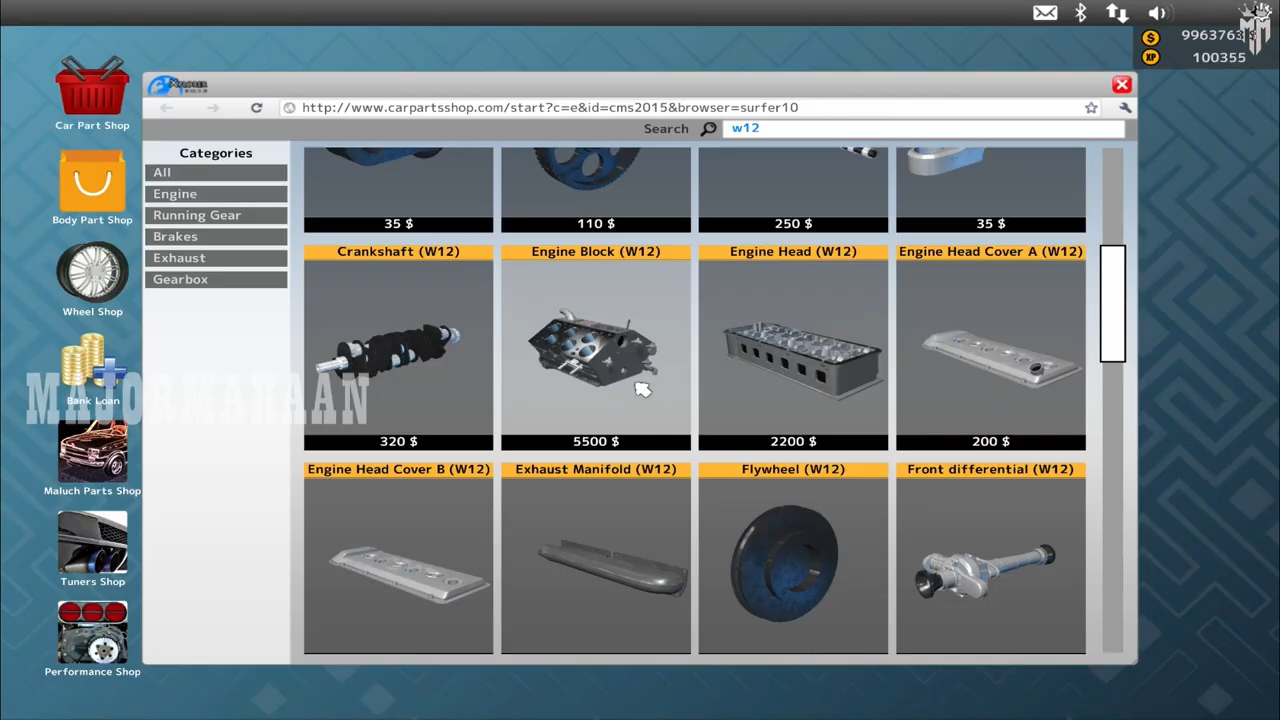 9963763
100355
XPLORER
http://www.carpartsshop.com/start?c=e&id=cms2015&browser=surfer10
Search
w12
Car Part Shop
Body Part Shop
Wheel Shop
Bank Loan
Maluch Parts Shop
Tuners Shop
Performance Shop
MAJORMAXAAN
Categories
All
Engine
Running Gear
Brakes
Exhaust
Gearbox
35 $
110 $
250 $
35 $
Crankshaft (W12)
Engine Block (W12)
Engine Head (W12)
Engine Head Cover A (W12)
320 $
5500 $
2200 $
200 $
Engine Head Cover B (W12)
Exhaust Manifold (W12)
Flywheel (W12)
Front differential (W12)